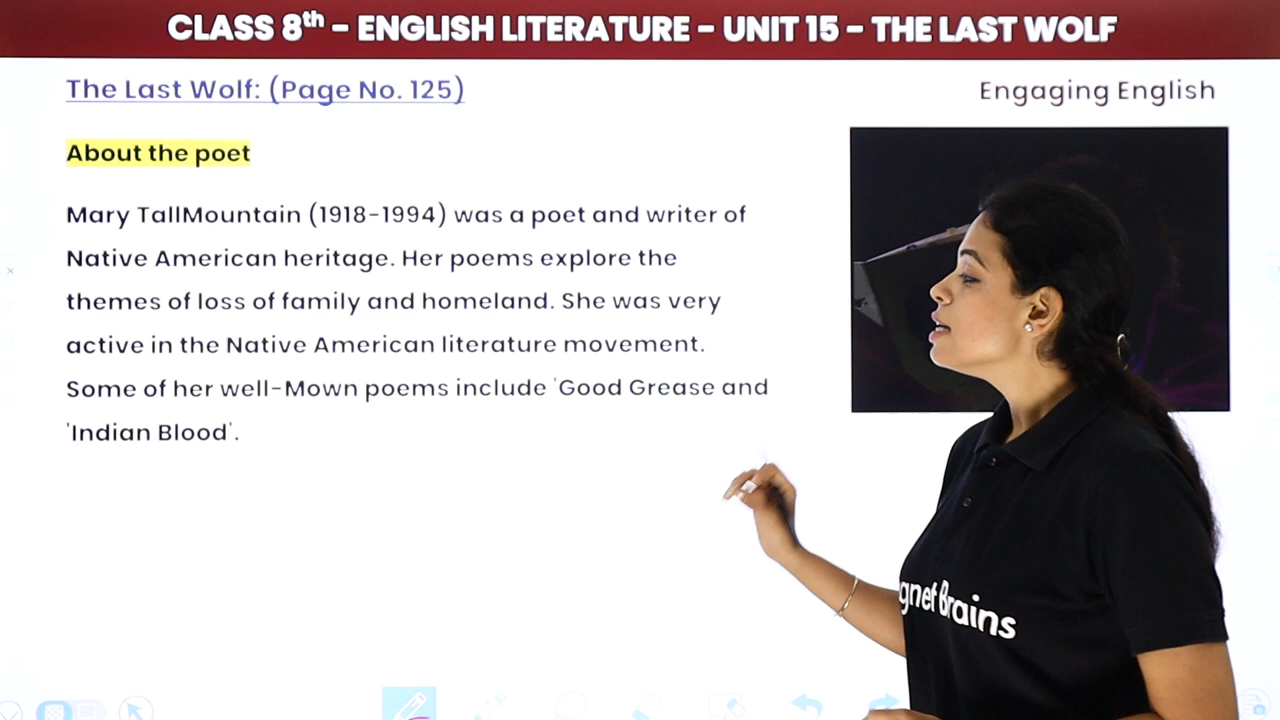 CLASS 8th – ENGLISH LITERATURE – UNIT 15 – THE LAST WOLF
The Last Wolf: (Page No. 125)
Engaging English
About the poet
Mary TallMountain (1918-1994) was a poet and writer of
Native American heritage. Her poems explore the
themes of loss of family and homeland. She was very
active in the Native American literature movement.
Some of her well-Mown poems include 'Good Grease and
'Indian Blood'.
gnet Brains